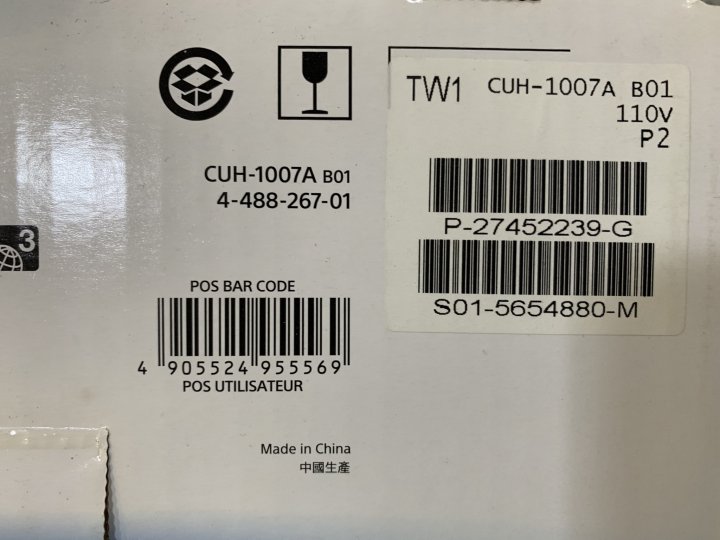 TW1 CUH-1007A B01
110V
P2
P-27452239-G
S01-5654880-M
CUH-1007A B01
4-488-267-01
3
POS BAR CODE
4 905524 955569
POS UTILISATEUR
Made in China
中國生產